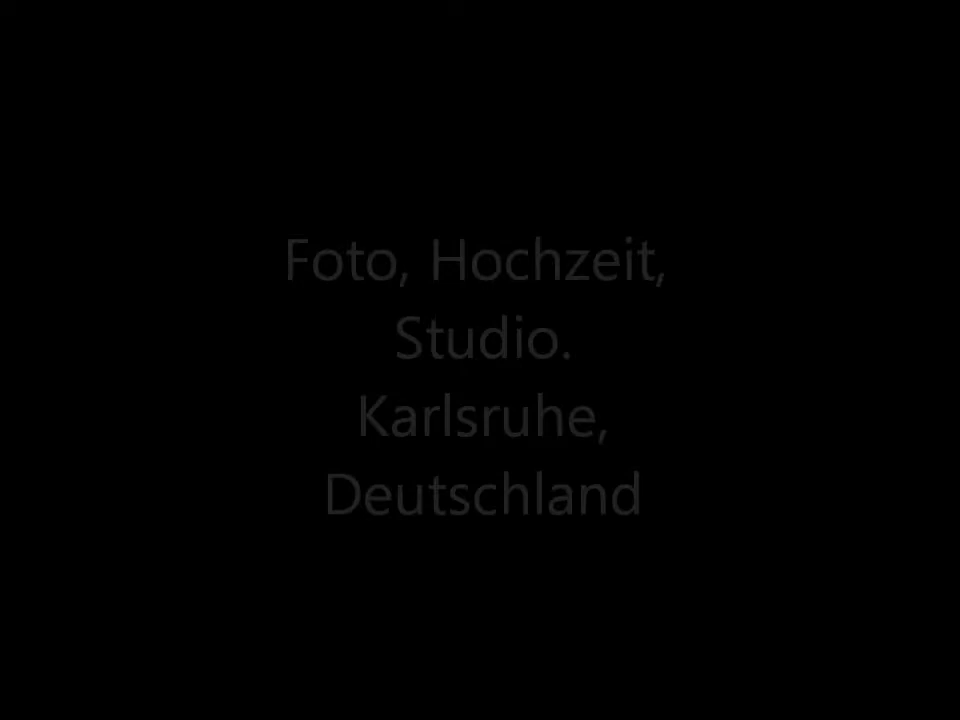 Foto, Hochzeit,
Studio.
Karlsruhe,
Deutschland